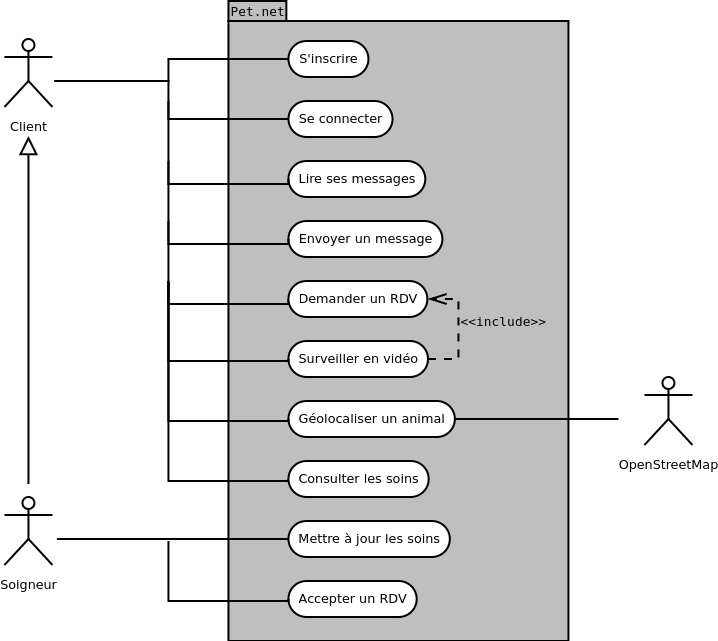 Pet.net
S'inscrire
Client
Se connecter
Lire ses messages
Envoyer un message
Demander un RDV
<<include>>
Surveiller en vidéo
Géolocaliser un animal
OpenStreetMap
Consulter les soins
Mettre à jour les soins
Soigneur
Accepter un RDV